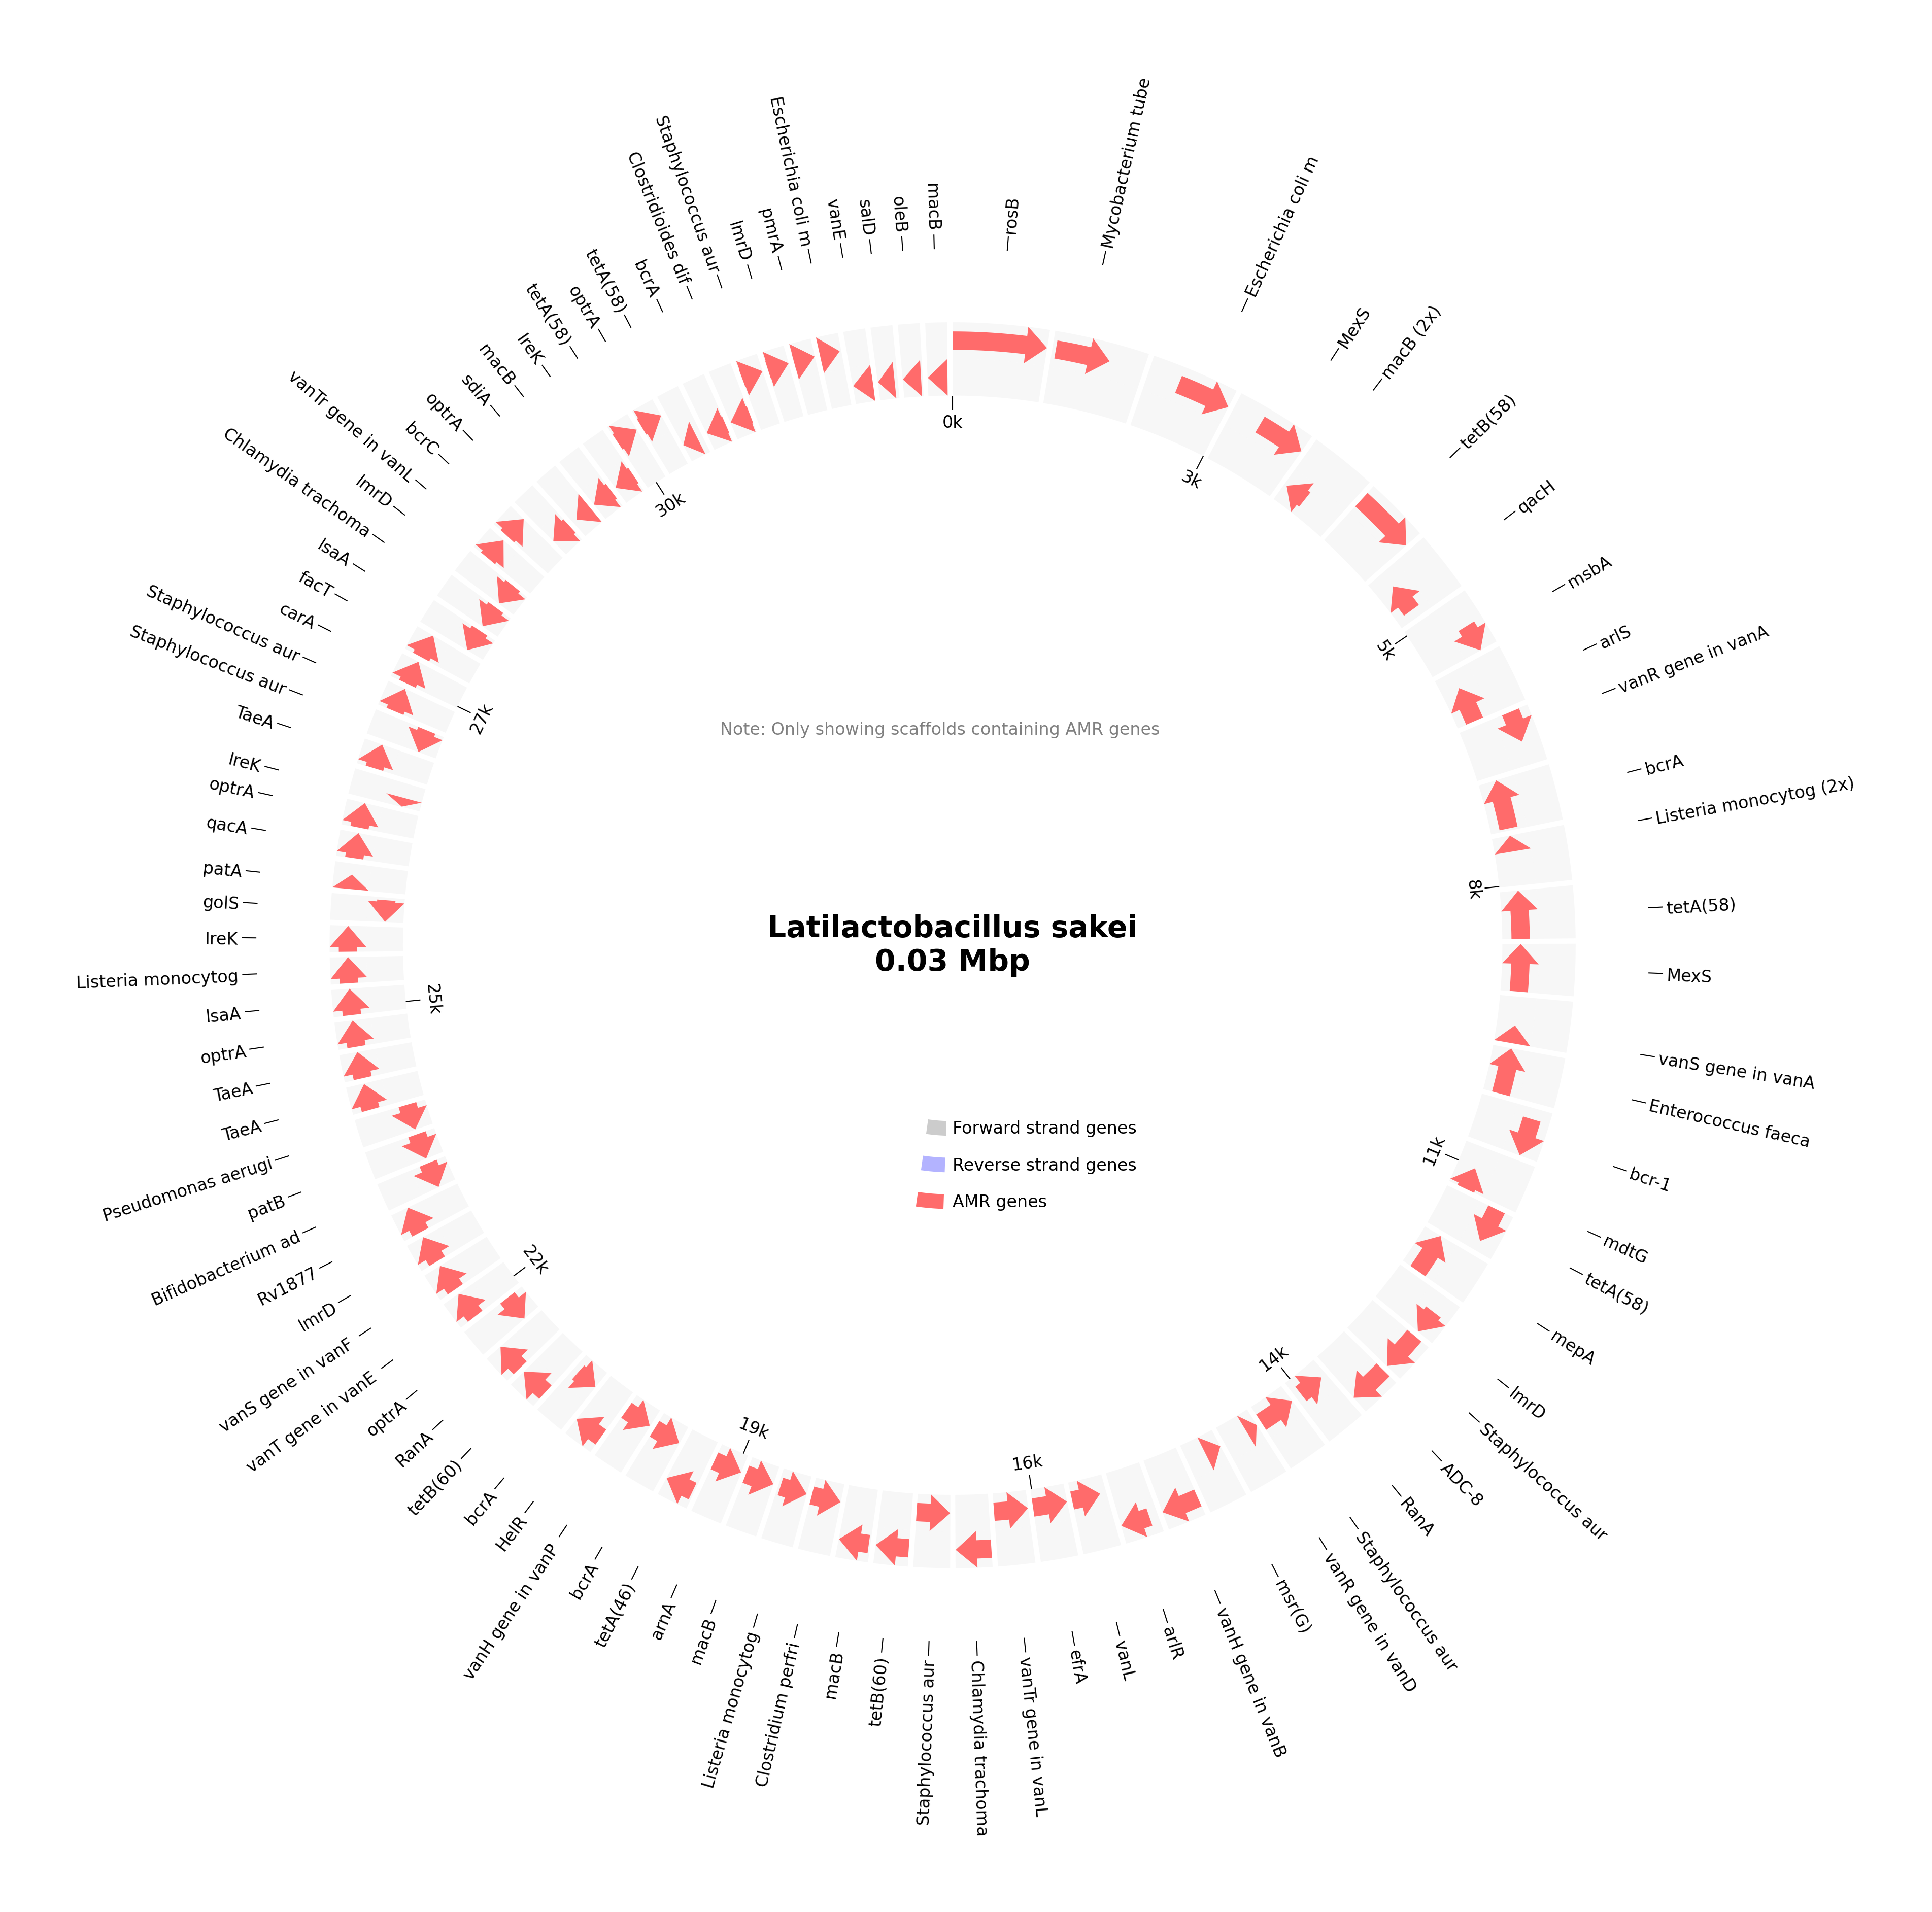 rosB
Mycobacterium tube
Escherichia coli m
MexS
macB (2x)
tetB(58)
qacH
msbA
arlS
vanR gene in vanA
bcrA
Listeria monocytog (2x)
tetA(58)
MexS
vanS gene in vanA
Enterococcus faeca
bcr-1
mdtG
tetA(58)
mepA
lmrD
Staphylococcus aur
ADC-8
RanA
Staphylococcus aur
vanR gene in vanD
msr(G)
vanH gene in vanB
arlR
vanL
efrA
vanTr gene in vanL
Chlamydia trachoma
Staphylococcus aur
tetB(60)
macB
Clostridium perfri
Listeria monocytog
macB
arnA
tetA(46)
bcrA
vanH gene in vanP
HelR
bcrA
tetB(60)
RanA
optrA
vanT gene in vanE
vanS gene in vanF
lmrD
Rv1877
Bifidobacterium ad
patB
Pseudomonas aerugi
TaeA
TaeA
optrA
lsaA
Listeria monocytog
IreK
golS
patA
qacA
optrA
IreK
TaeA
Staphylococcus aur
Staphylococcus aur
carA
facT
lsaA
Chlamydia trachoma
lmrD
vanTr gene in vanL
bcrC
optrA
sdiA
macB
IreK
tetA(58)
optrA
tetA(58)
bcrA
Clostridioides dif
Staphylococcus aur
lmrD
pmrA
Escherichia coli m
vanE
salD
oleB
macB
0k
3k
5k
8k
11k
14k
16k
19k
22k
25k
27k
30k
Note: Only showing scaffolds containing AMR genes
Latilactobacillus sakei
0.03 Mbp
Forward strand genes
Reverse strand genes
AMR genes